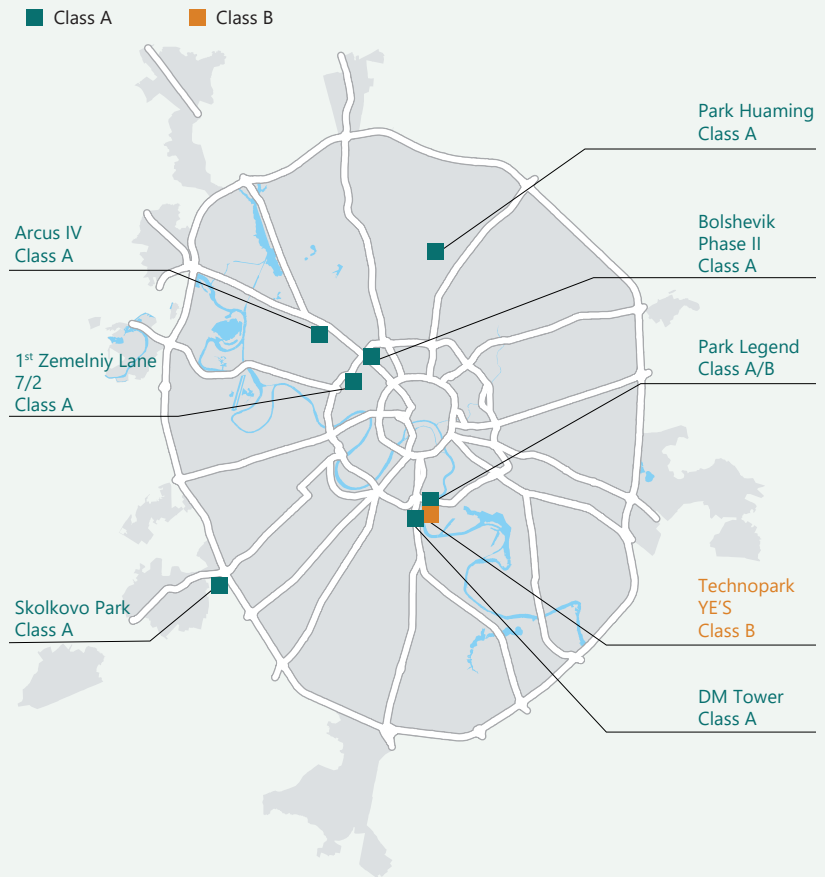 Class A
Class B
Park Huaming
Class A
Bolshevik
Phase II
Class A
Arcus IV
Class A
1st Zemelniy Lane
7/2
Class A
Park Legend
Class A/B
Skolkovo Park
Class A
Technopark
YE'S
Class B
DM Tower
Class A